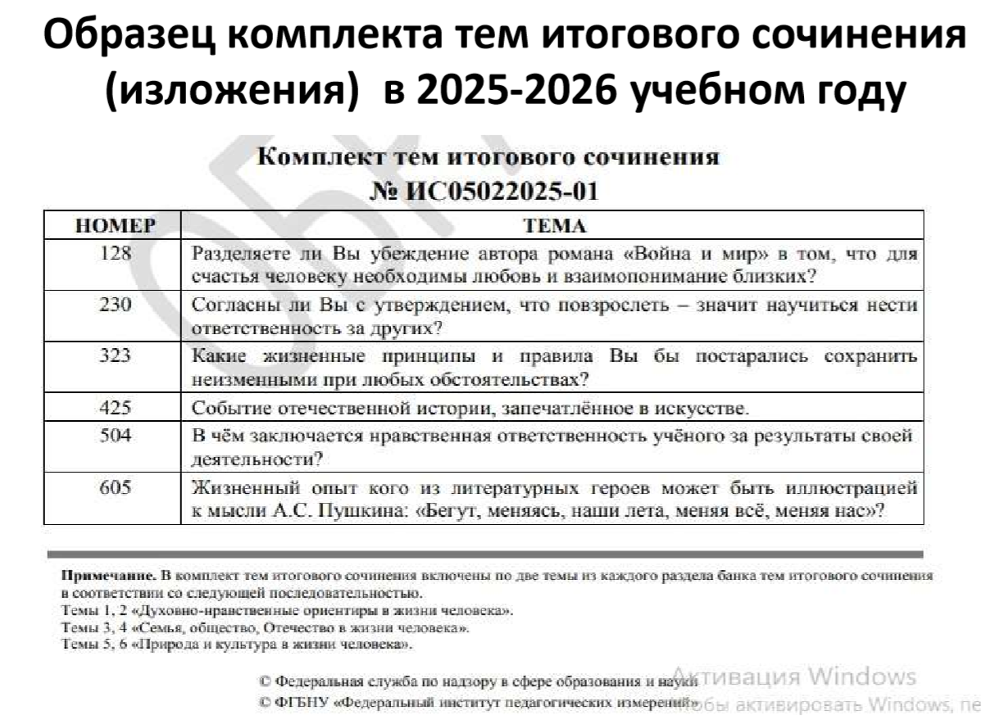 Образец комплекта тем итогового сочинения
(изложения) в 2025-2026 учебном году
Комплект тем итогового сочинения
№ ИС05022025-01
НОМЕР ТЕМА
128 Разделяете ли Вы убеждение автора романа «Война и мир» в том, что для
счастья человеку необходимы любовь и взаимопонимание близких?
230 Согласны ли Вы с утверждением, что повзрослеть – значит научиться нести
ответственность за других?
323 Какие жизненные принципы и правила Вы бы постарались сохранить
неизменными при любых обстоятельствах?
425 Событие отечественной истории, запечатлённое в искусстве.
504 В чём заключается нравственная ответственность учёного за результаты своей
деятельности?
605 Жизненный опыт кого из литературных героев может быть иллюстрацией
к мысли А.С. Пушкина: «Бегут, меняясь, наши лета, меняя всё, меняя нас»?
Примечание. В комплект тем итогового сочинения включены по две темы из каждого раздела банка тем итогового сочинения
в соответствии со следующей последовательностью.
Темы 1, 2 «Духовно-нравственные ориентиры в жизни человека».
Темы 3, 4 «Семья, общество, Отечество в жизни человека».
Темы 5, 6 «Природа и культура в жизни человека».
© Федеральная служба по надзору в сфере образования и науки
Активация Windows
© ФГБНУ «Федеральный институт педагогических измерений»
Чтобы активировать Windows, пе